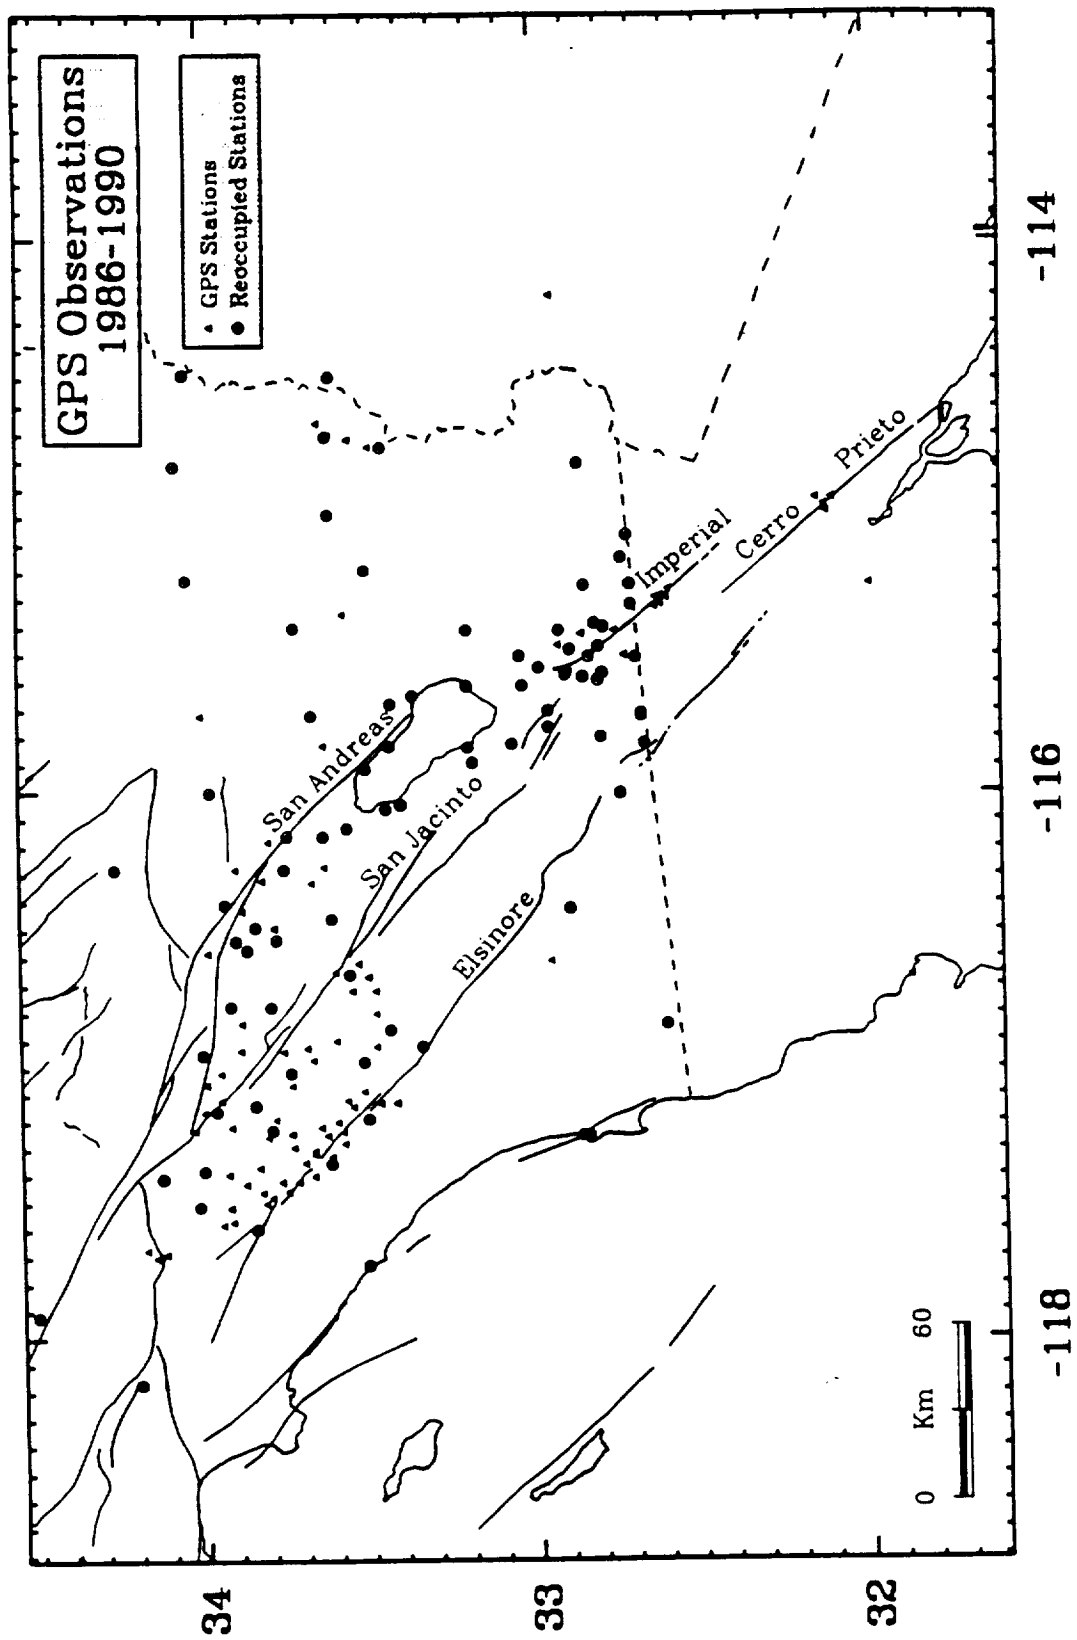 GPS Observations
1986-1990
GPS Stations
Reoccupied Stations
San Andreas
San Jacinto
Elsinore
Imperial
Cerro Prieto
0 Km 60
34
33
32
-118
-116
-114